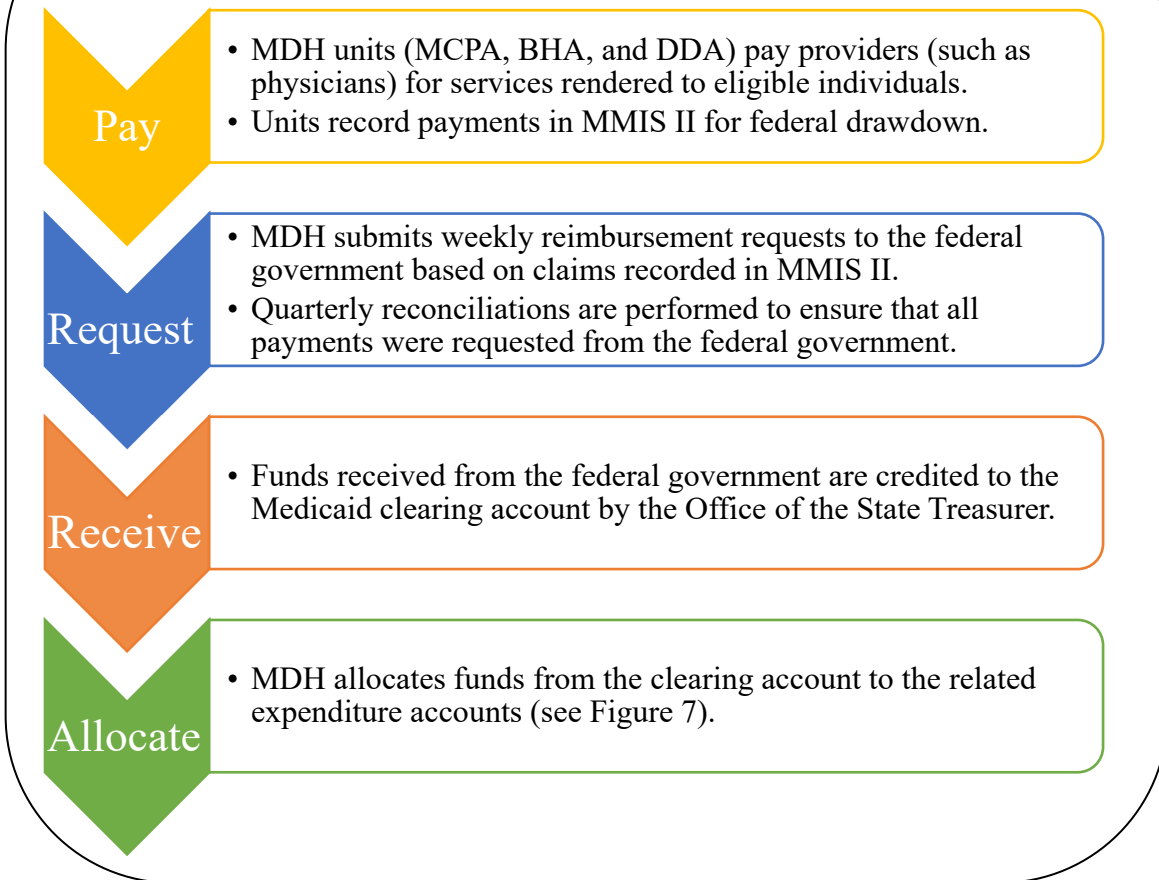 Pay
• MDH units (MCPA, BHA, and DDA) pay providers (such as
physicians) for services rendered to eligible individuals.
• Units record payments in MMIS II for federal drawdown.
Request
• MDH submits weekly reimbursement requests to the federal
government based on claims recorded in MMIS II.
• Quarterly reconciliations are performed to ensure that all
payments were requested from the federal government.
Receive
• Funds received from the federal government are credited to the
Medicaid clearing account by the Office of the State Treasurer.
Allocate
• MDH allocates funds from the clearing account to the related
expenditure accounts (see Figure 7).